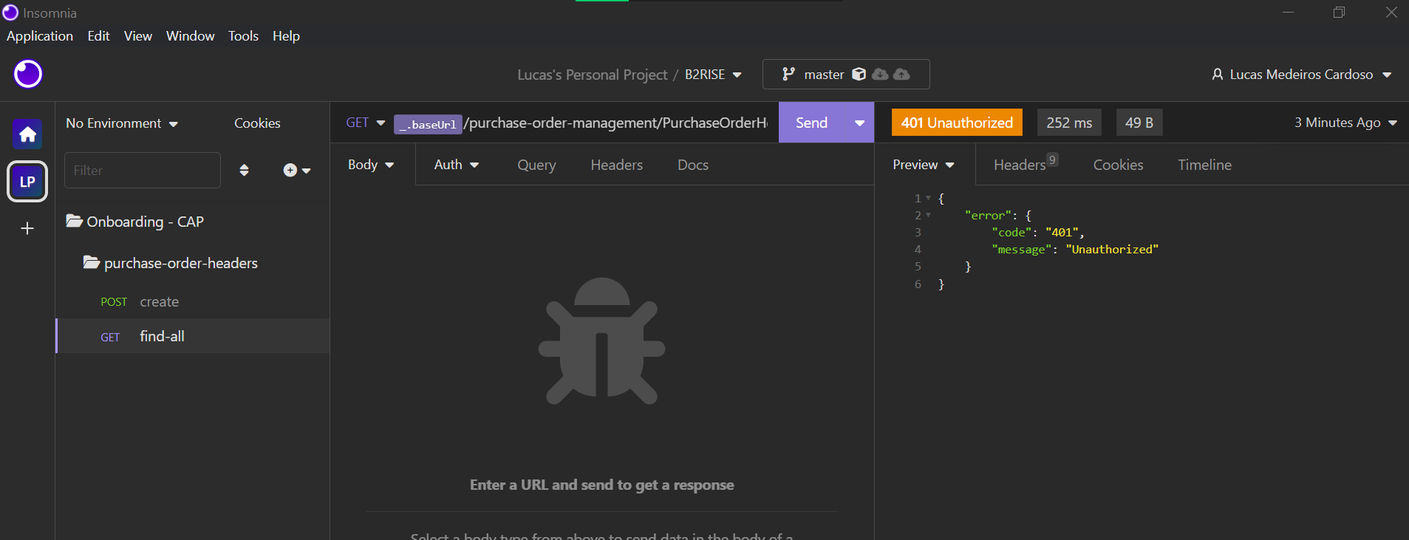 Insomnia
Application Edit View Window Tools Help
Lucas's Personal Project / B2RISE master Lucas Medeiros Cardoso
No Environment Cookies GET _.baseUrl/purchase-order-management/PurchaseOrderH Send 401 Unauthorized 252 ms 49 B 3 Minutes Ago
Filter Body Auth Query Headers Docs Preview Headers 9 Cookies Timeline
LP
Onboarding - CAP
purchase-order-headers
POST create
GET find-all
1 {
2 "error": {
3 "code": "401",
4 "message": "Unauthorized"
5 }
6 }
Enter a URL and send to get a response
Select a body type from above to send data in the body of a